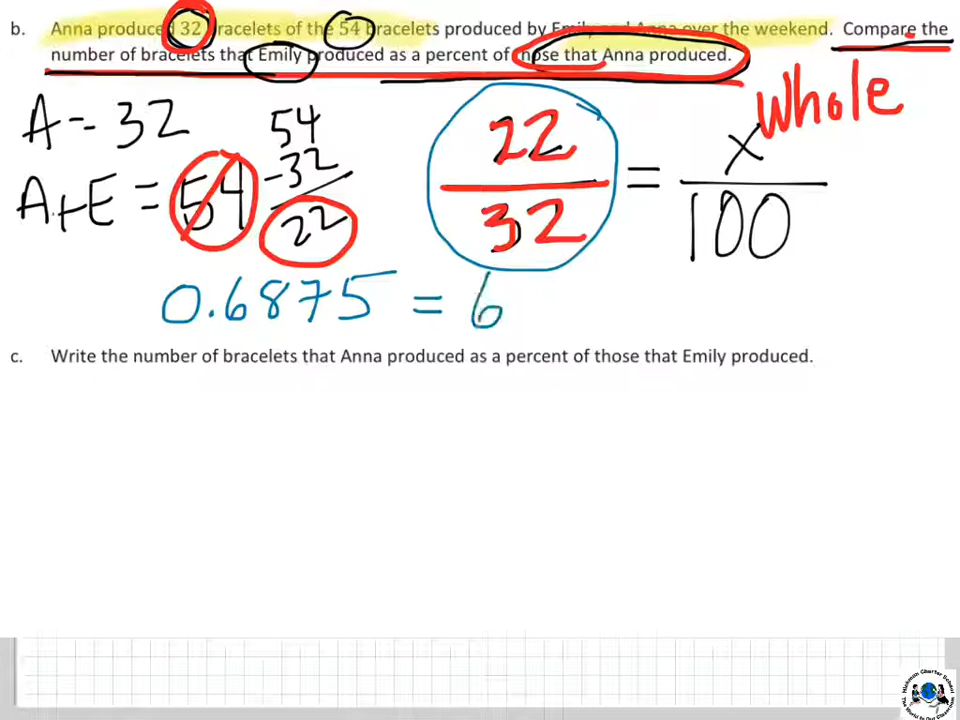 b. Anna produced 32 bracelets of the 54 bracelets produced by Emily and Anna over the weekend. Compare the
number of bracelets that Emily produced as a percent of those that Anna produced.
whole
A = 32
54
-32
22
A+E = 54
22
32
=
x
100
0.6875 = 6
c. Write the number of bracelets that Anna produced as a percent of those that Emily produced.